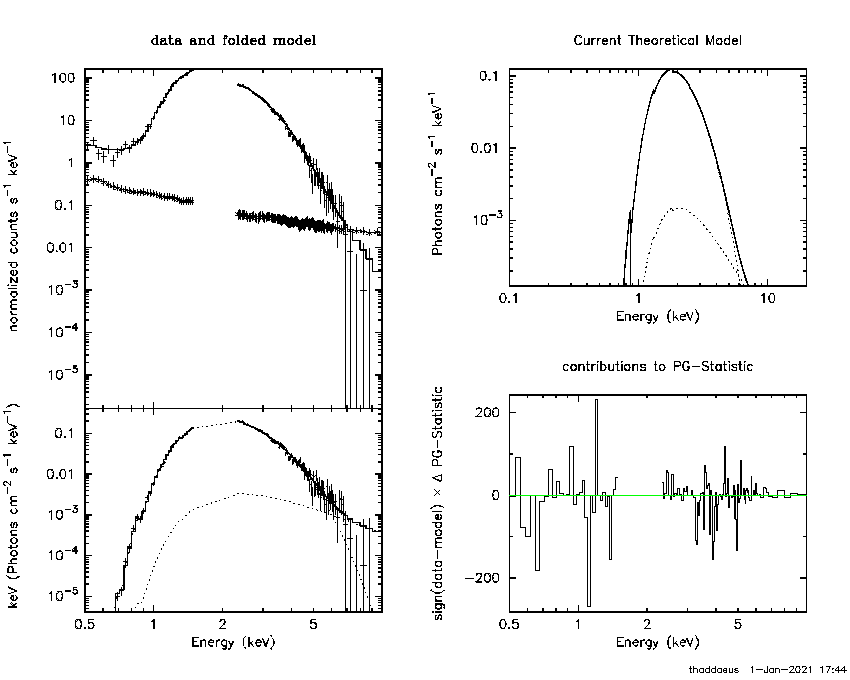 data and folded model
normalized counts s⁻¹ keV⁻¹
100
10
1
0.1
0.01
10⁻³
10⁻⁴
10⁻⁵
keV (Photons cm⁻² s⁻¹ keV⁻¹)
0.1
0.01
10⁻³
10⁻⁴
10⁻⁵
0.5 1 2 5
Energy (keV)
Current Theoretical Model
Photons cm⁻² s⁻¹ keV⁻¹
0.1
0.01
10⁻³
0.1 1 10
Energy (keV)
contributions to PG−Statistic
sign(data−model) × Δ PG−Statistic
200
0
−200
0.5 1 2 5
Energy (keV)
thaddaeus 1−Jan−2021 17:44